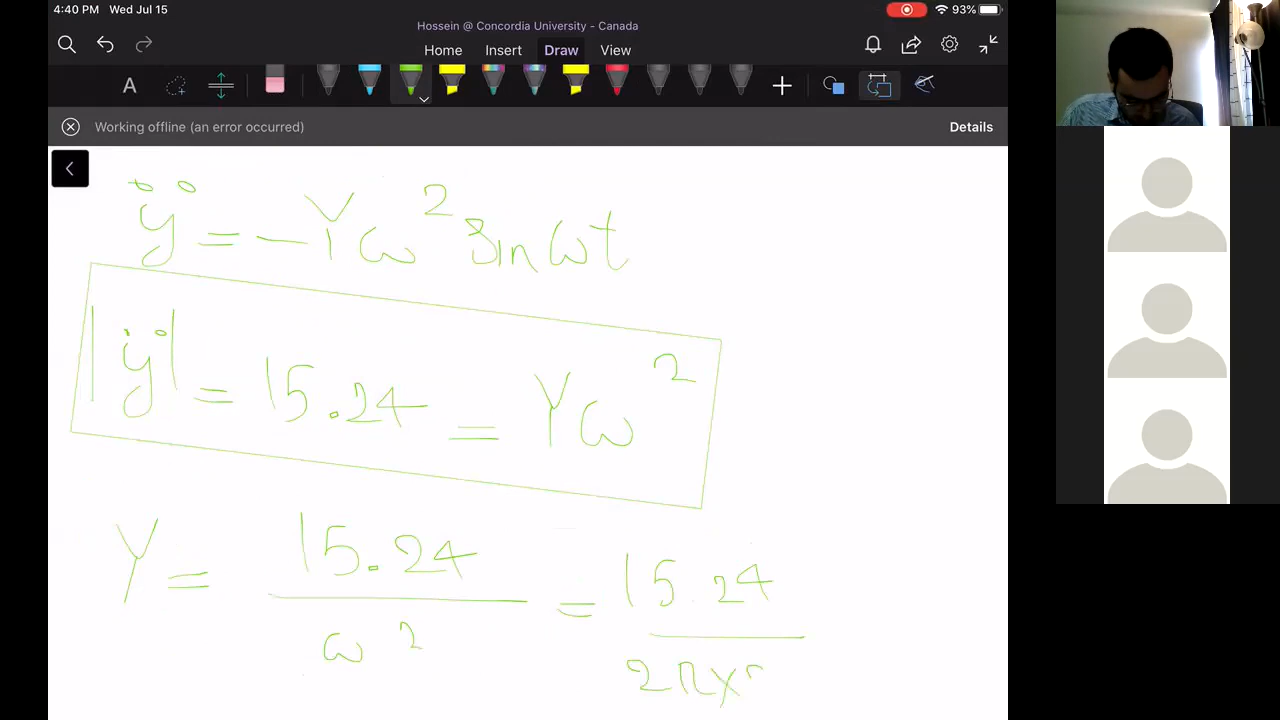 4:40 PM Wed Jul 15
93%
Hossein @ Concordia University - Canada
Home Insert Draw View
A
Working offline (an error occurred)
Details
ÿ = -Yω² sin ωt
|ÿ| = 15.24 = Yω²
Y = 15.24 / ω² = 15.24 / 2π×